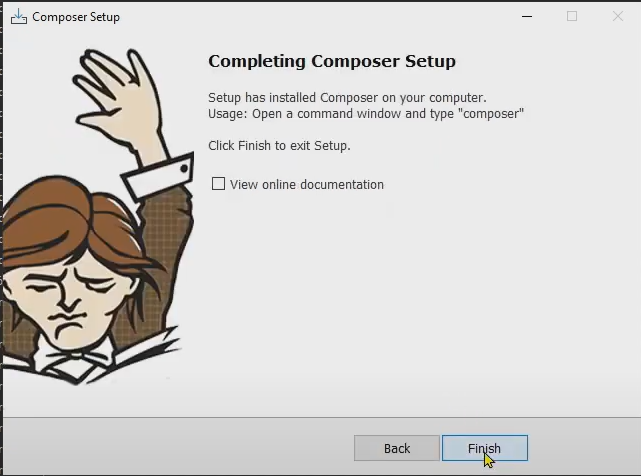 Composer Setup
Completing Composer Setup
Setup has installed Composer on your computer.
Usage: Open a command window and type "composer"
Click Finish to exit Setup.
View online documentation
Back
Finish